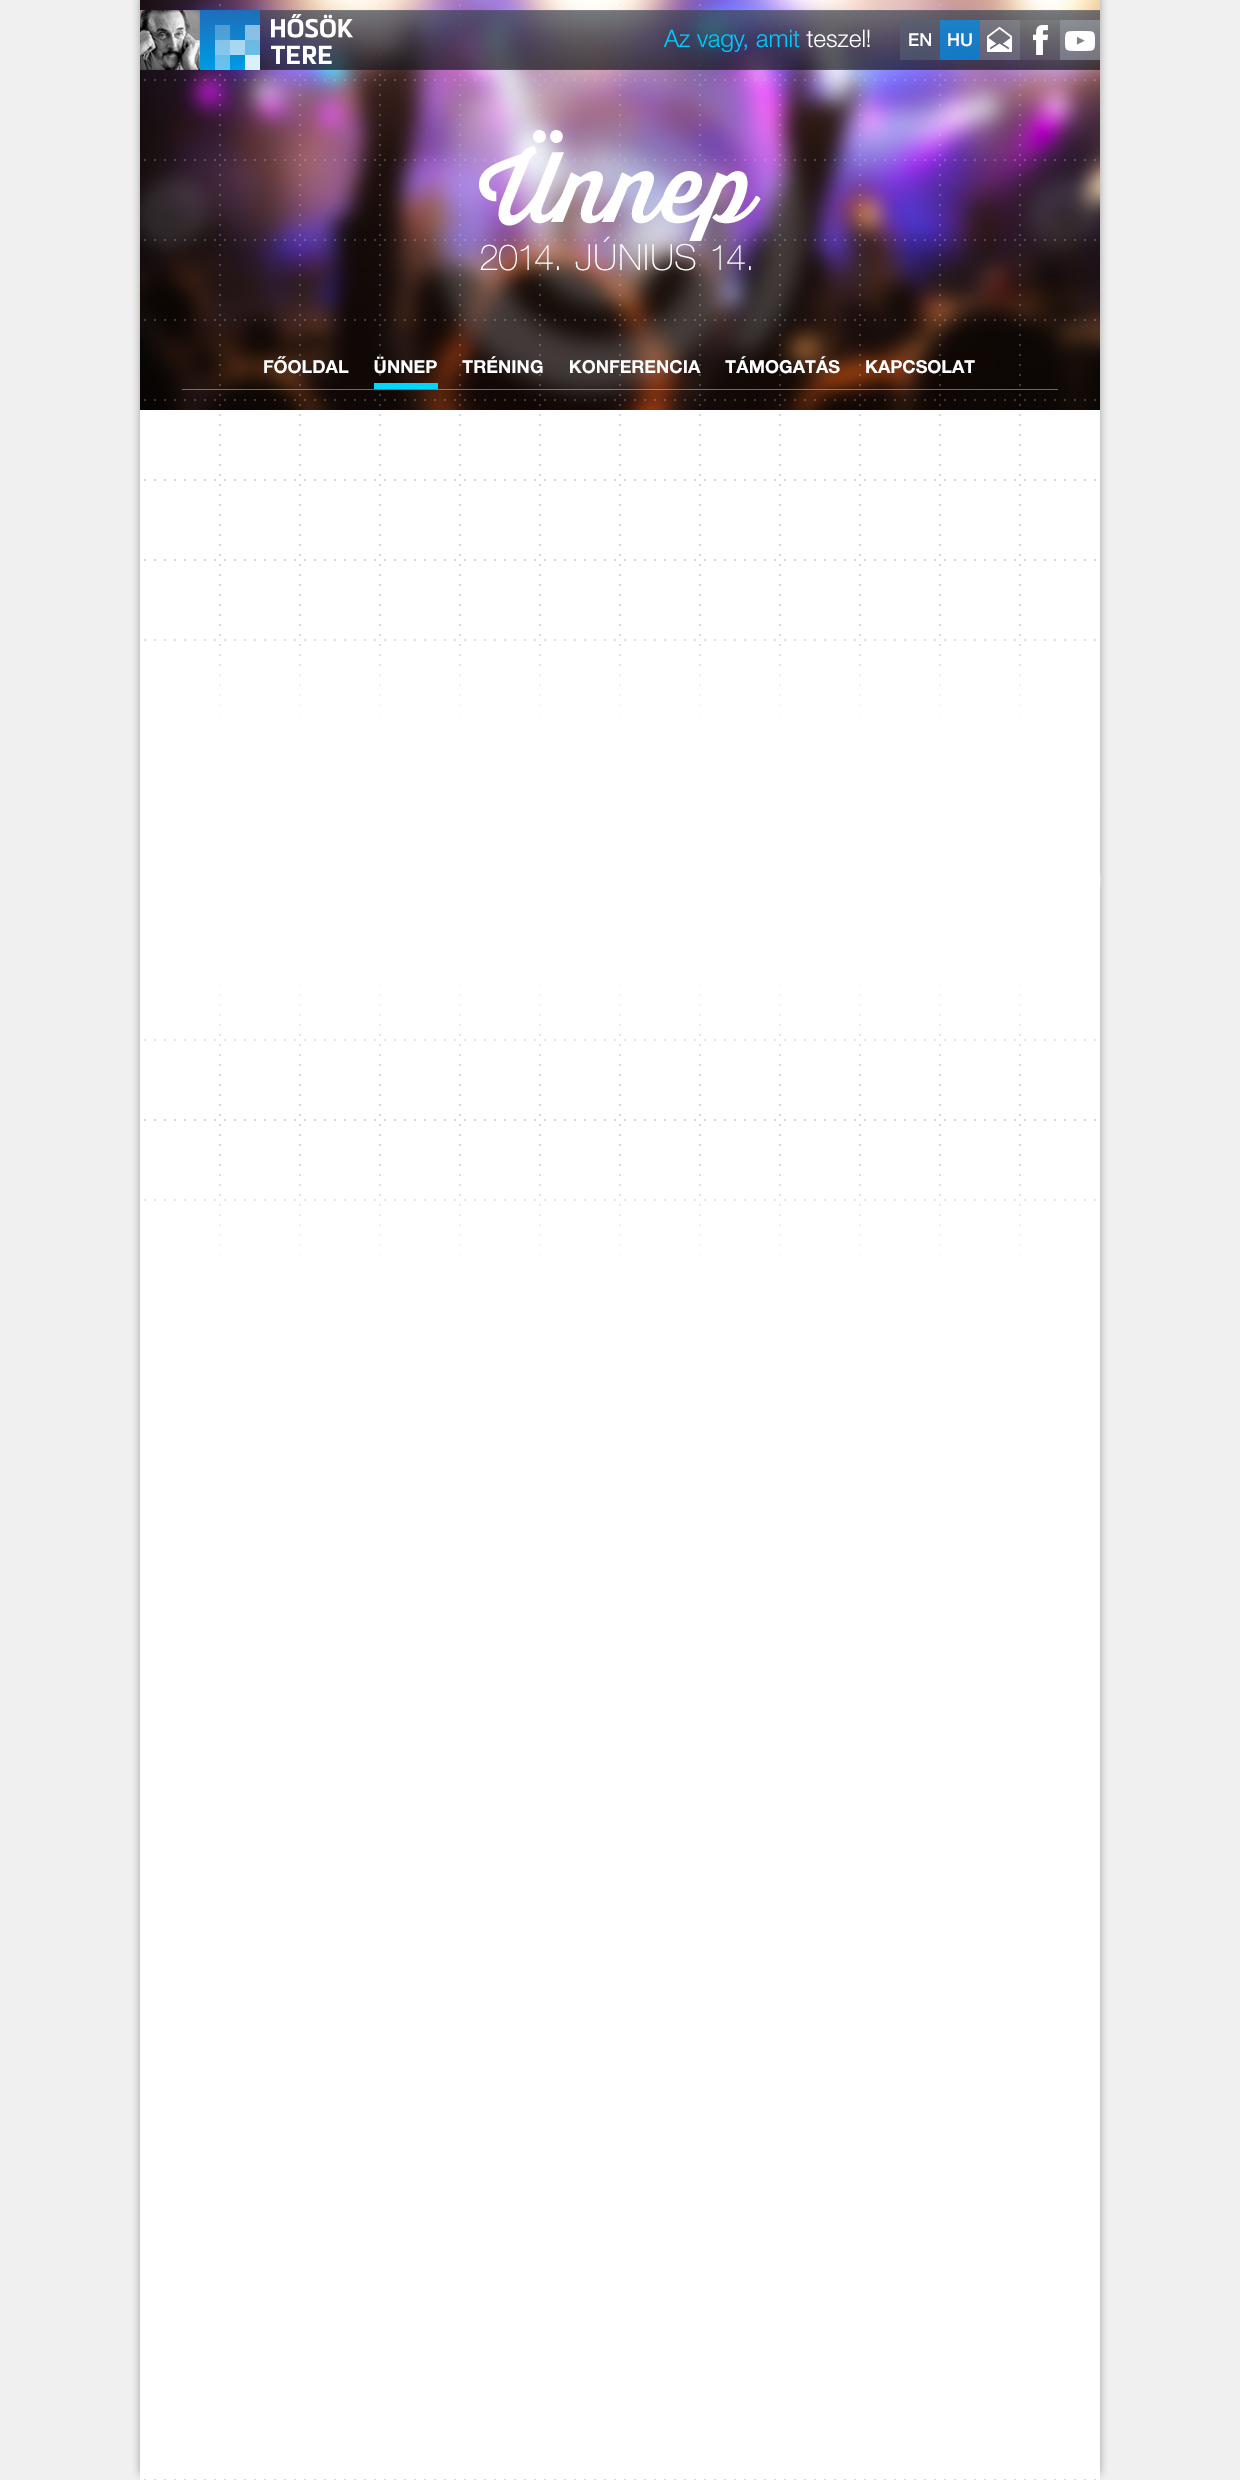 HŐSÖK
TERE
Az vagy, amit teszel!
EN
HU
Ünnep
2014. JÚNIUS 14.
FŐOLDAL
ÜNNEP
TRÉNING
KONFERENCIA
TÁMOGATÁS
KAPCSOLAT